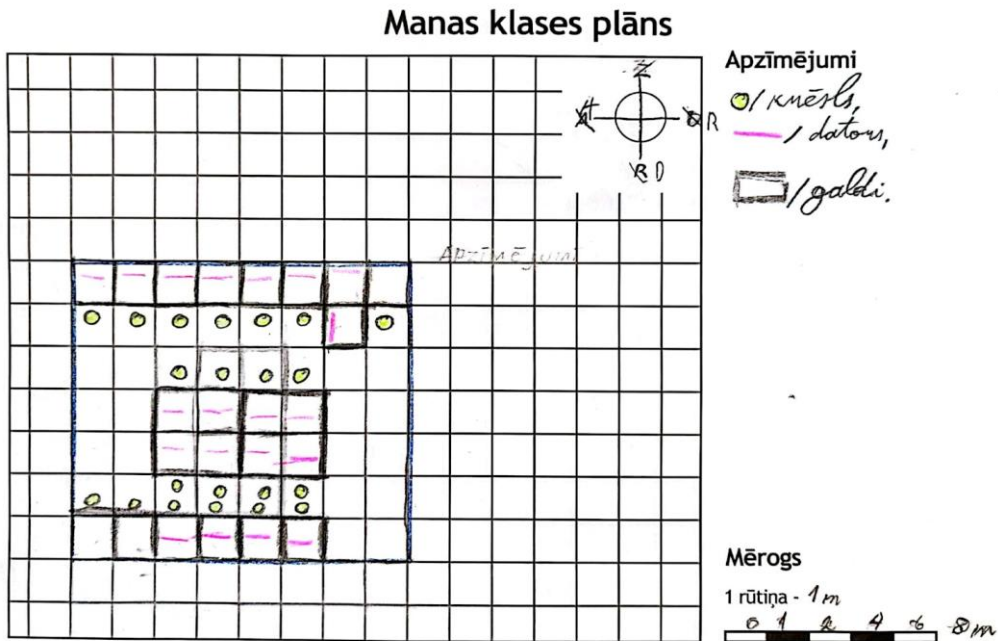 Manas klases plāns
Apzīmējumi
/ krēsls,
/ dators,
/ galdi.
Z
R
D
Apzīmējumi
Mērogs
1 rūtiņa - 1 m
0 1 2 4 6 8 m